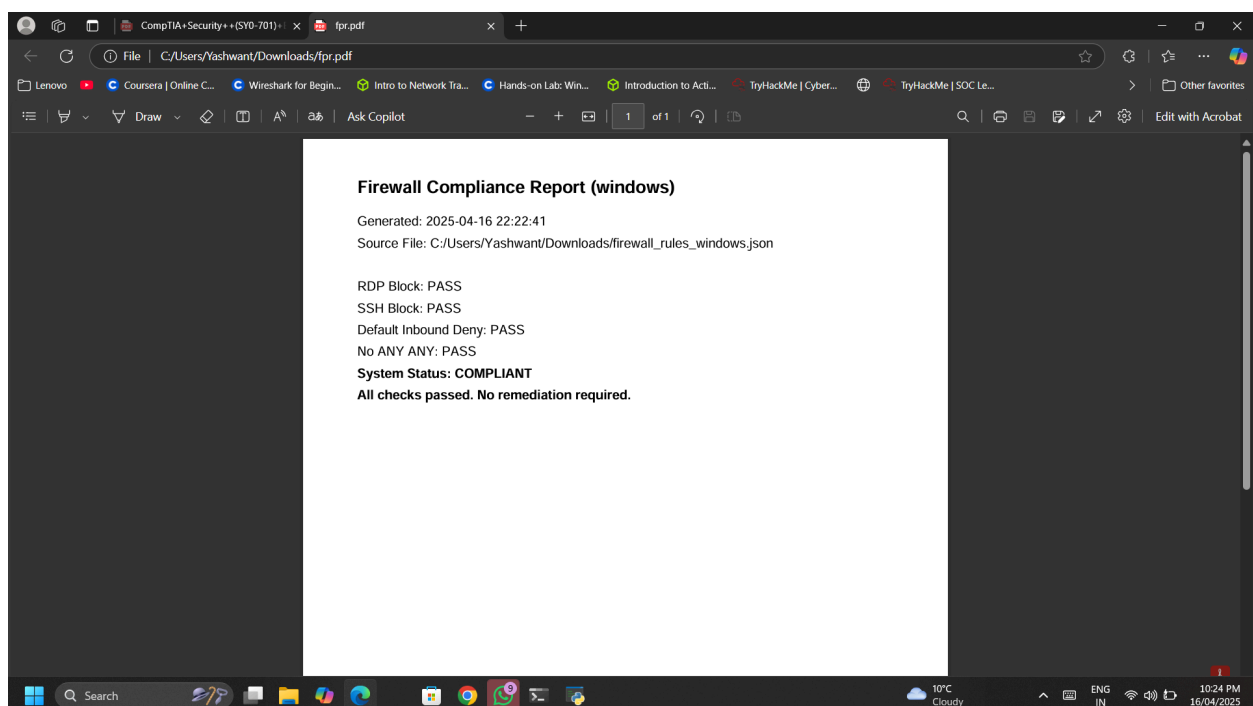 CompTIA+Security++(SY0-701)+
fpr.pdf
File | C:/Users/Yashwant/Downloads/fpr.pdf
Lenovo
Coursera | Online C...
Wireshark for Begin...
Intro to Network Tra...
Hands-on Lab: Win...
Introduction to Acti...
TryHackMe | Cyber...
TryHackMe | SOC Le...
Other favorites
Draw
Ask Copilot
1 of 1
Edit with Acrobat
Firewall Compliance Report (windows)
Generated: 2025-04-16 22:22:41
Source File: C:/Users/Yashwant/Downloads/firewall_rules_windows.json
RDP Block: PASS
SSH Block: PASS
Default Inbound Deny: PASS
No ANY ANY: PASS
System Status: COMPLIANT
All checks passed. No remediation required.
Search
9
10°C
Cloudy
ENG
IN
10:24 PM
16/04/2025